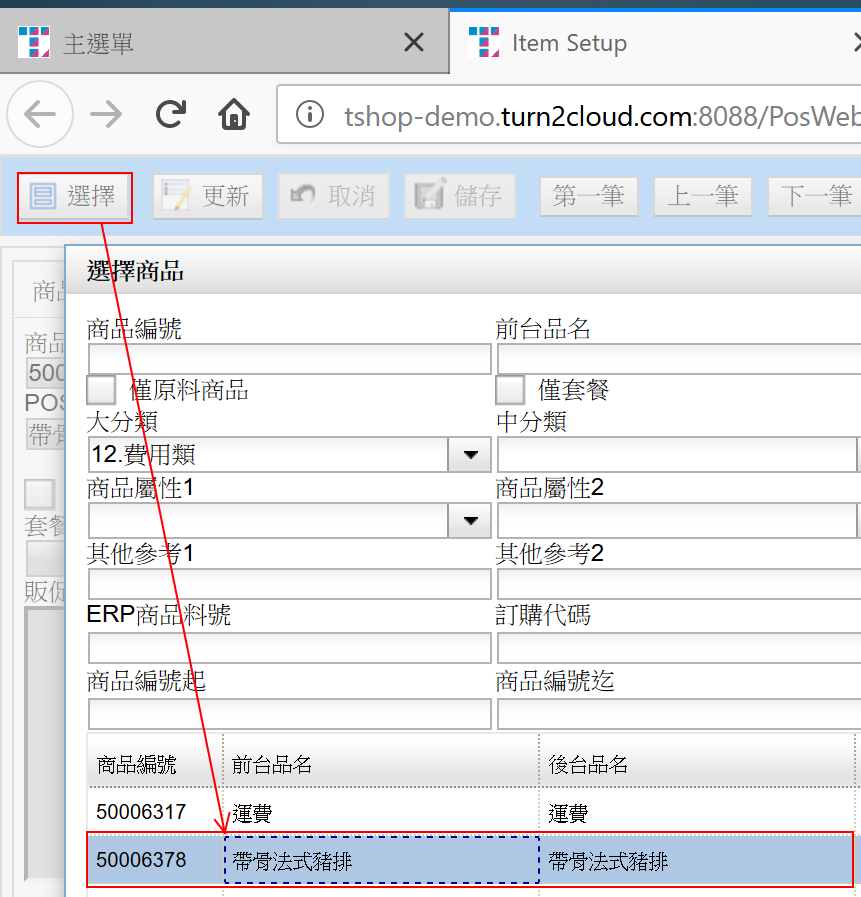 主選單
Item Setup
tshop-demo.turn2cloud.com:8088/PosWeb
選擇 更新 取消 儲存 第一筆 上一筆 下一筆
選擇商品
商品
商品編號 前台品名
500
僅原料商品 僅套餐
POS
大分類 中分類
帶骨
12.費用類
商品屬性1 商品屬性2
套餐
其他參考1 其他參考2
販促
ERP商品料號 訂購代碼
商品編號起 商品編號迄
商品編號 前台品名 後台品名
50006317 運費 運費
50006378 帶骨法式豬排 帶骨法式豬排